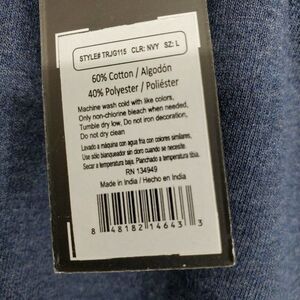 STYLE# TRJG115 CLR: NVY SZ: L
60% Cotton / Algodón
40% Polyester / Poliéster
Machine wash cold with like colors,
Only non-chlorine bleach when needed,
Tumble dry low. Do not iron decoration,
Do not dry clean
Lavado a máquina con agua fria con colores similares,
Use sólo blanqueador sin cloro cuando se necesite,
Secar a temperatura baja. Planchado a temperatura tibia.
RN 134949
Made in India / Hecho en India
8 48182 14643 3